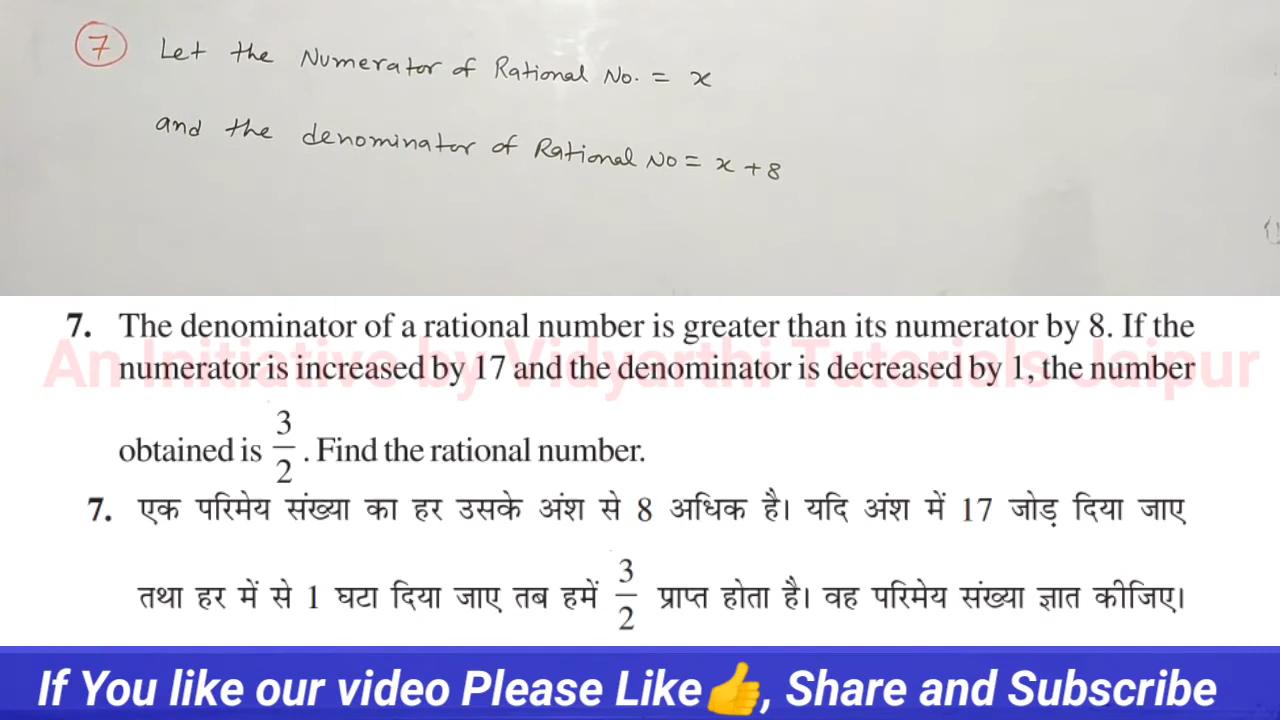 7 Let the Numerator of Rational No. = x
and the denominator of Rational No = x + 8
7. The denominator of a rational number is greater than its numerator by 8. If the
An Initiative by Vidyarthi Tutorials Jaipur
numerator is increased by 17 and the denominator is decreased by 1, the number
obtained is 3/2. Find the rational number.
7. एक परिमेय संख्या का हर उसके अंश से 8 अधिक है। यदि अंश में 17 जोड़ दिया जाए
तथा हर में से 1 घटा दिया जाए तब हमें 3/2 प्राप्त होता है। वह परिमेय संख्या ज्ञात कीजिए।
If You like our video Please Like👍, Share and Subscribe